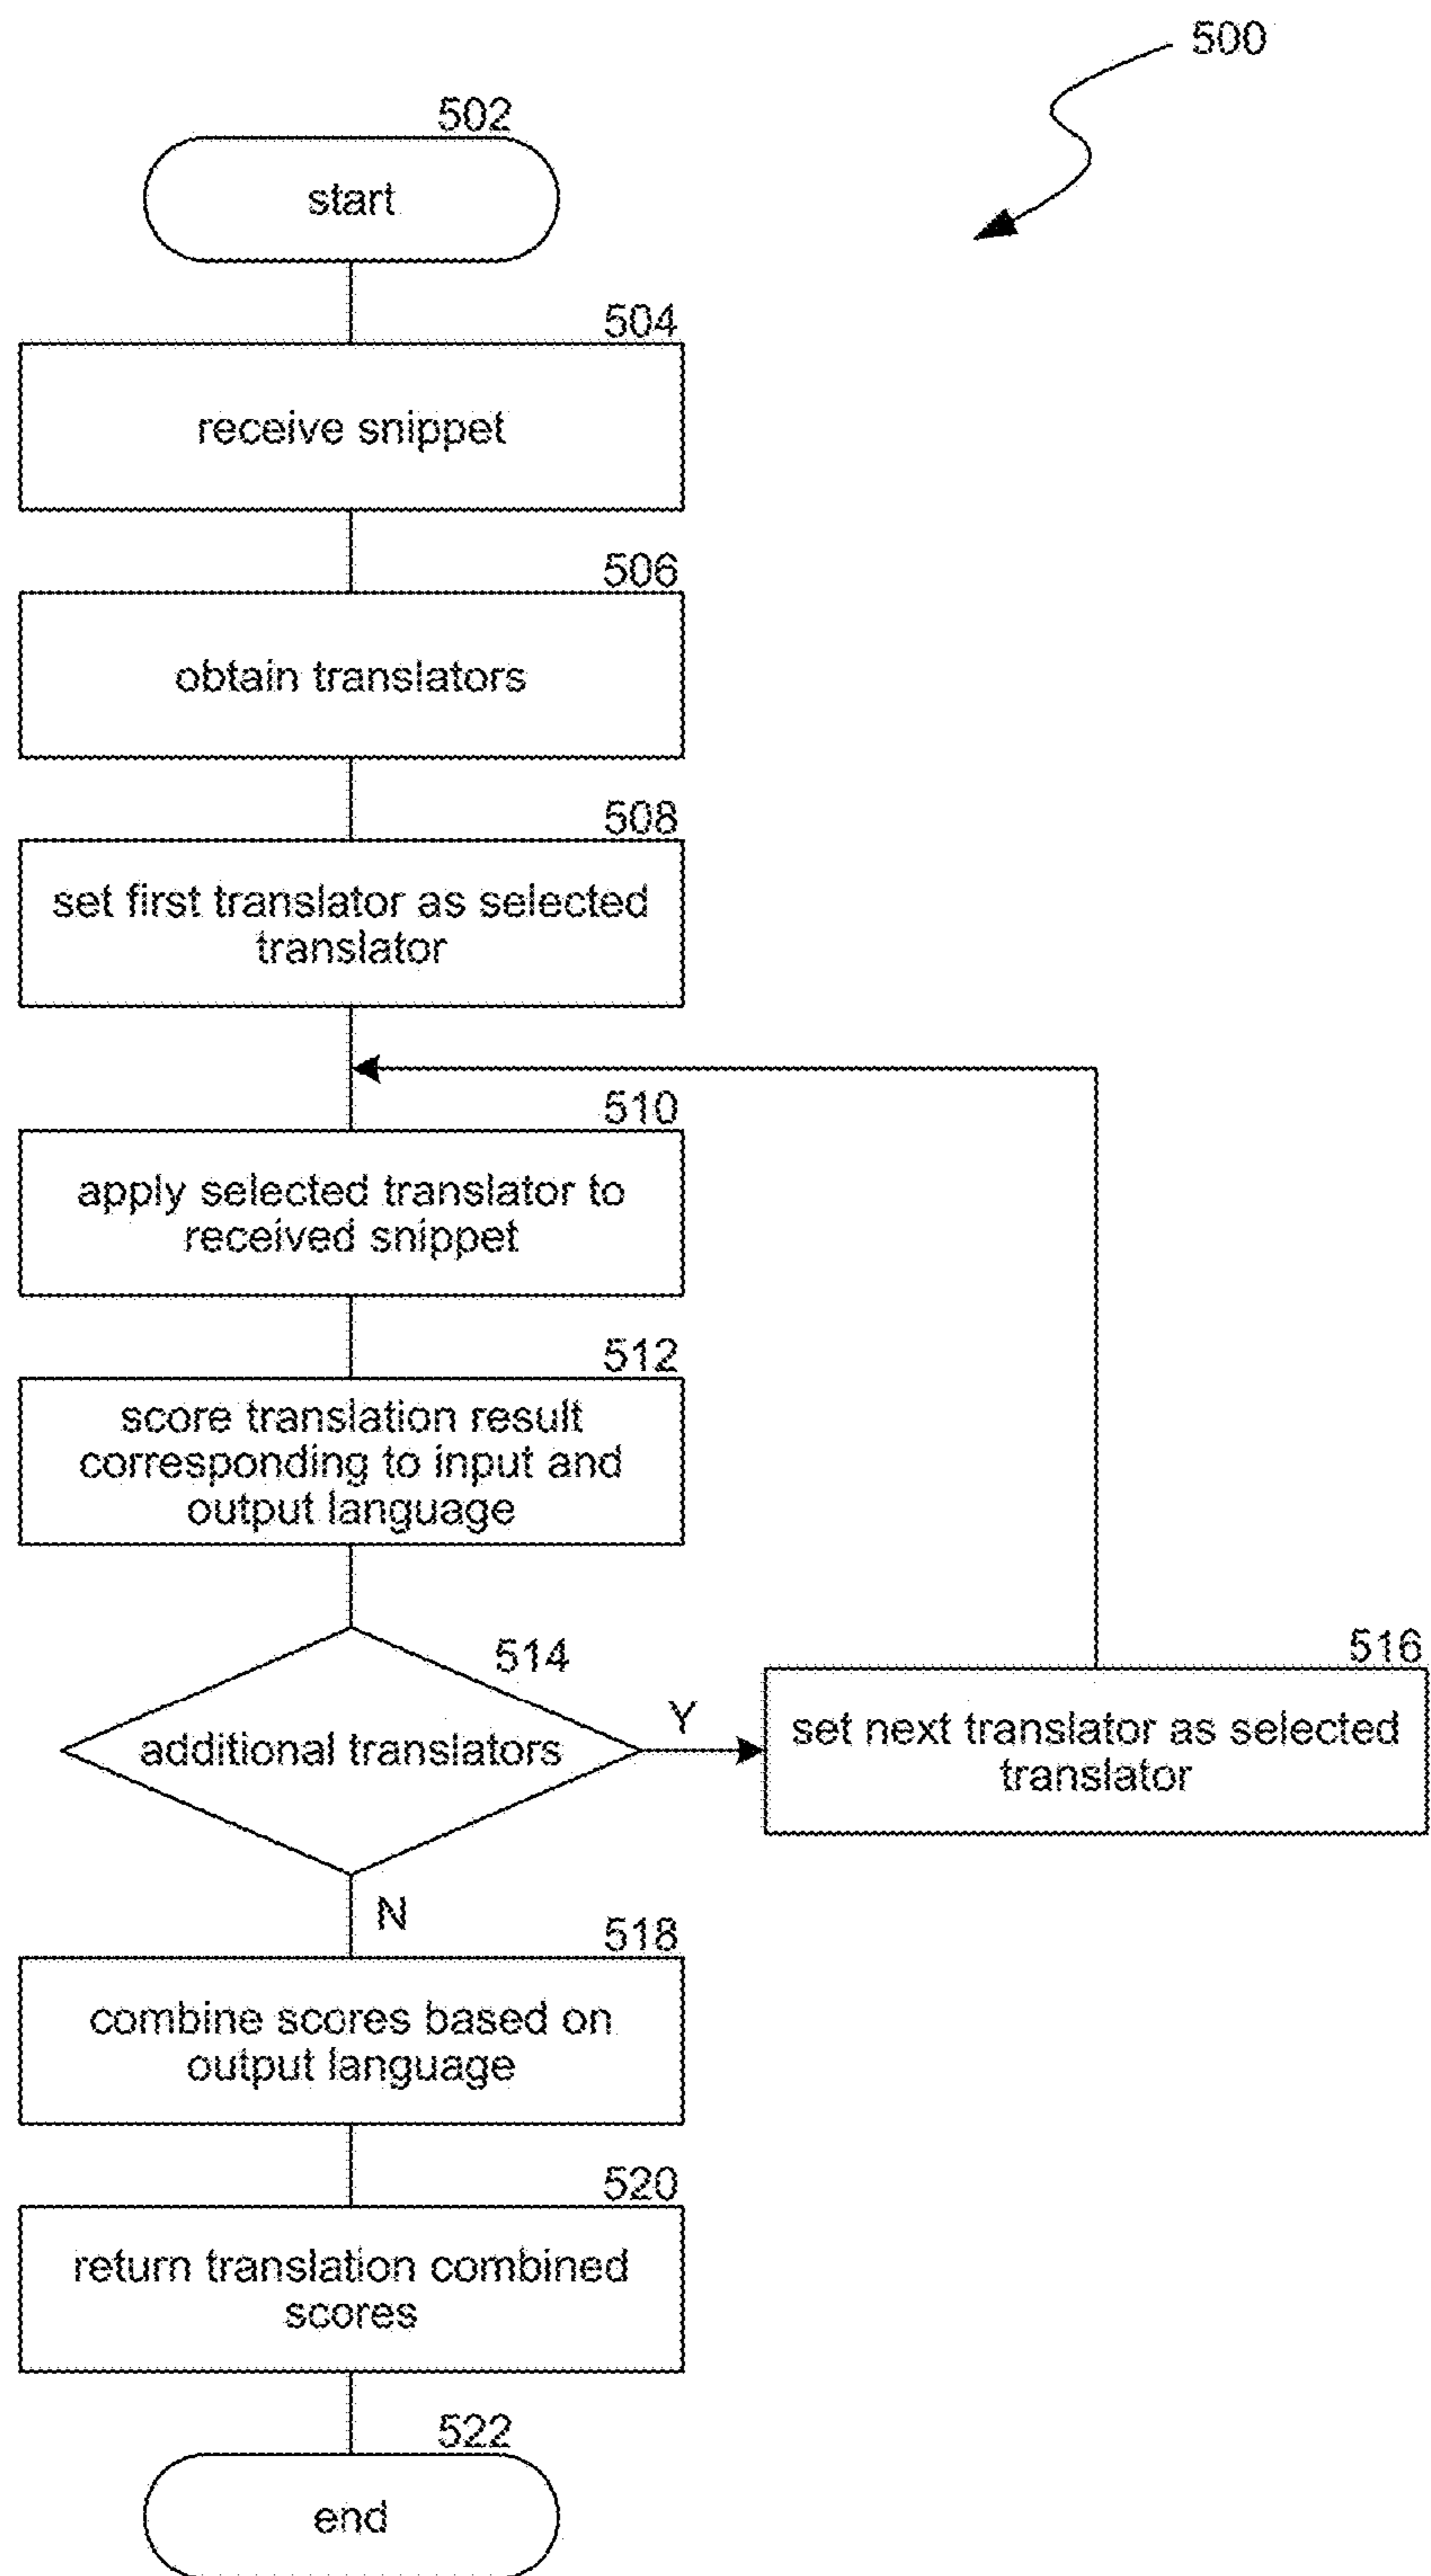 500
502
start
504
receive snippet
506
obtain translators
508
set first translator as selected
translator
510
apply selected translator to
received snippet
512
score translation result
corresponding to input and
output language
514
additional translators
Y
516
set next translator as selected
translator
N
518
combine scores based on
output language
520
return translation combined
scores
522
end